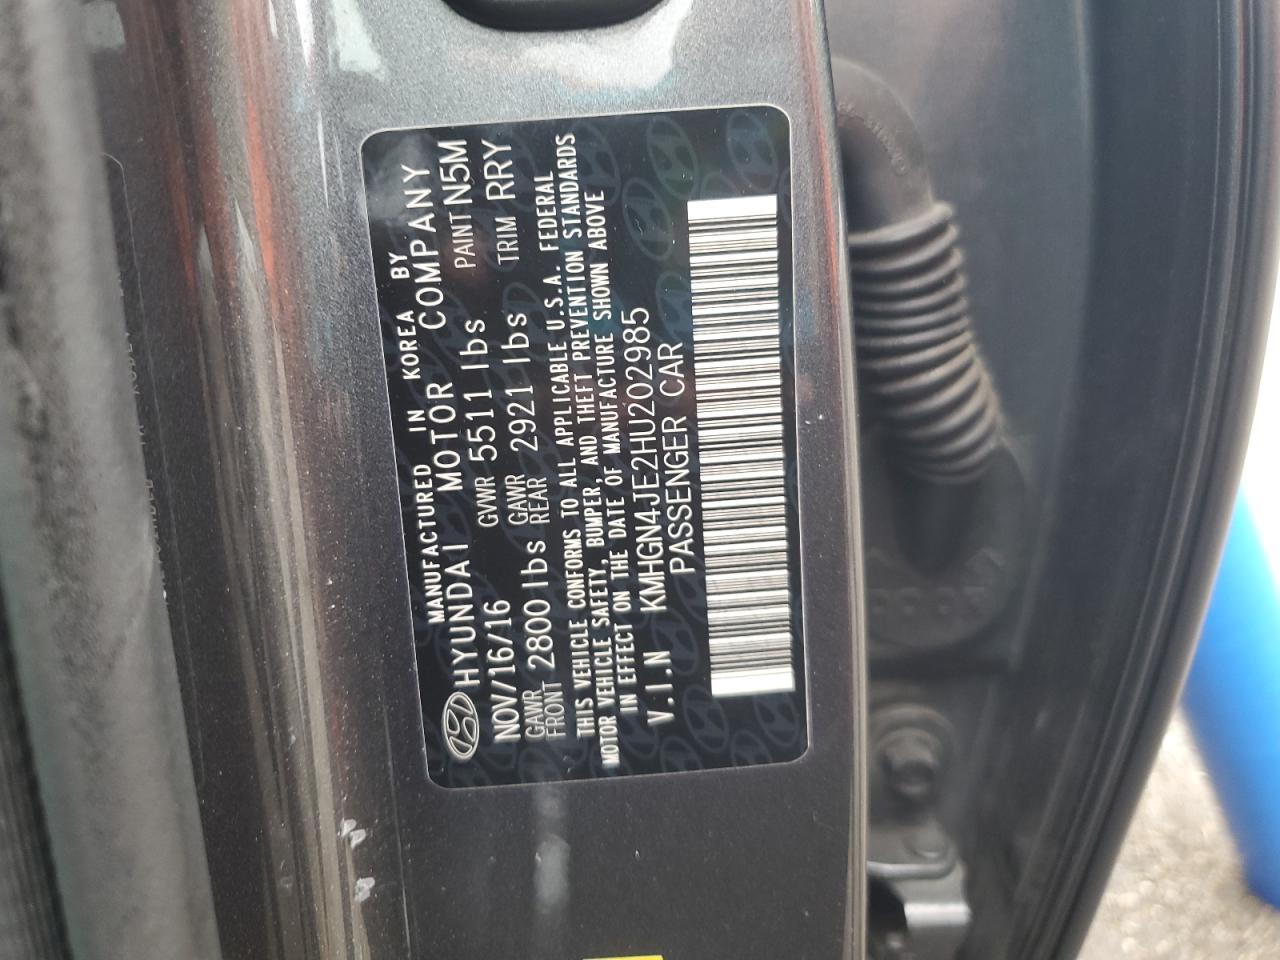 MANUFACTURED IN KOREA BY
HYUNDAI MOTOR COMPANY
NOV/16/16 GVWR 5511 lbs PAINT N5M
GAWR FRONT 2800 lbs GAWR REAR 2921 lbs TRIM RRY
THIS VEHICLE CONFORMS TO ALL APPLICABLE U.S.A. FEDERAL
MOTOR VEHICLE SAFETY, BUMPER, AND THEFT PREVENTION STANDARDS
IN EFFECT ON THE DATE OF MANUFACTURE SHOWN ABOVE
V.I.N KMHGN4JE2HU202985
PASSENGER CAR